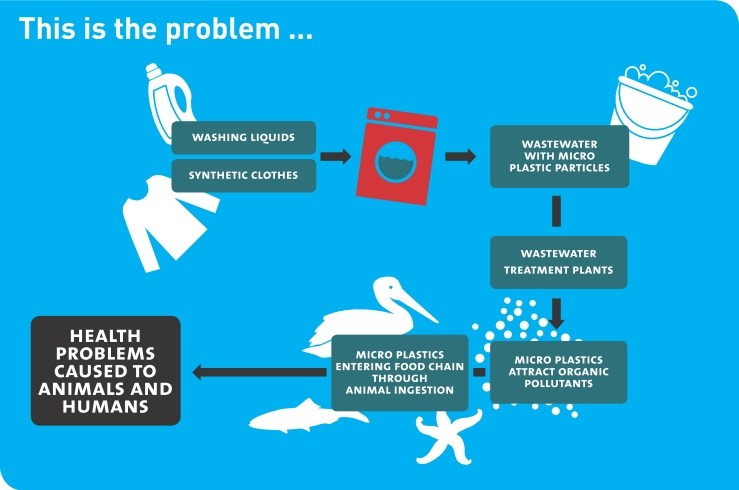 This is the problem ...
WASHING LIQUIDS
SYNTHETIC CLOTHES
WASTEWATER
WITH MICRO
PLASTIC PARTICLES
WASTEWATER
TREATMENT PLANTS
MICRO PLASTICS
ATTRACT ORGANIC
POLLUTANTS
MICRO PLASTICS
ENTERING FOOD CHAIN
THROUGH
ANIMAL INGESTION
HEALTH
PROBLEMS
CAUSED TO
ANIMALS AND
HUMANS